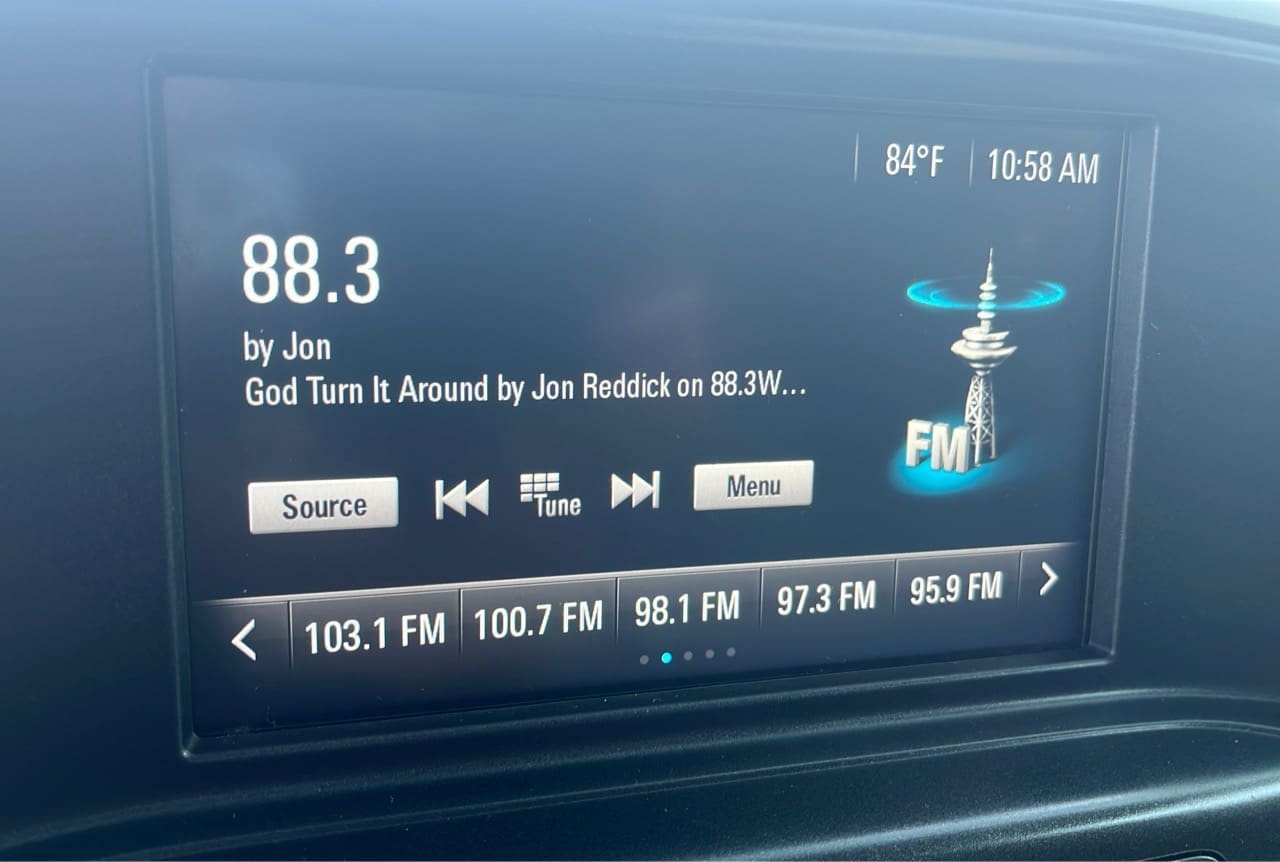 84°F 10:58 AM
88.3
by Jon
God Turn It Around by Jon Reddick on 88.3W...
FM
Source Tune Menu
103.1 FM 100.7 FM 98.1 FM 97.3 FM 95.9 FM